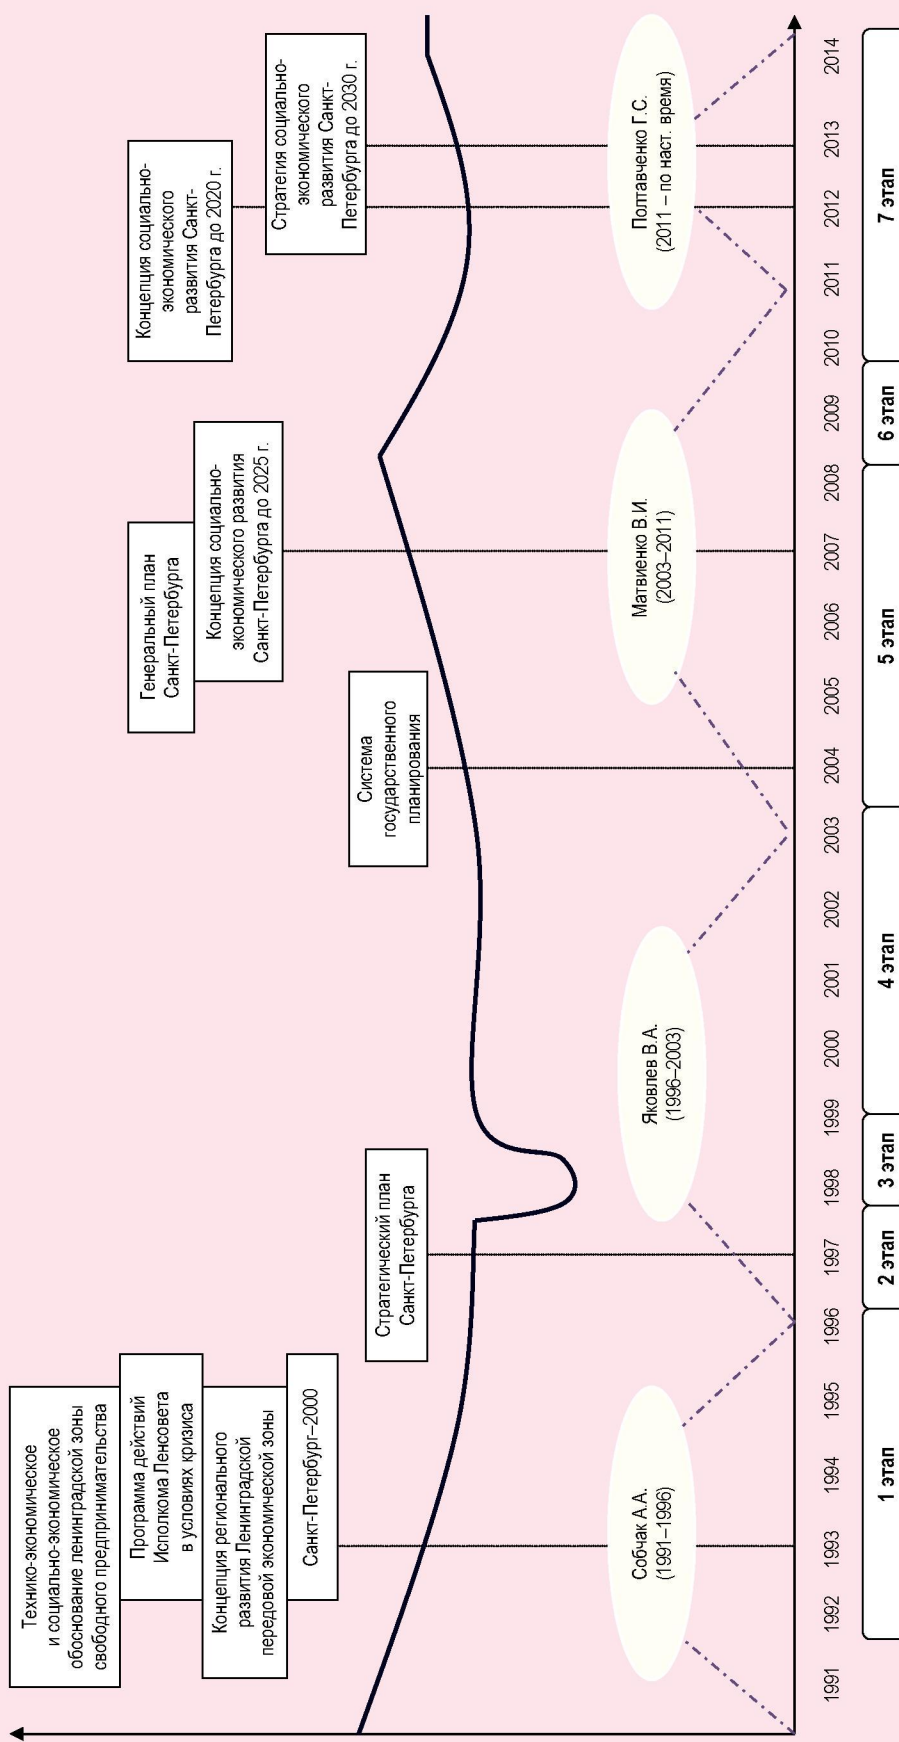 Технико-экономическое
и социально-экономическое
обоснование ленинградской зоны
свободного предпринимательства
Программа действий
Исполкома Ленсовета
в условиях кризиса
Концепция регионального
развития Ленинградской
передовой экономической зоны
Санкт-Петербург–2000
Стратегический план
Санкт-Петербурга
Система
государственного
планирования
Генеральный план
Санкт-Петербурга
Концепция социально-
экономического развития
Санкт-Петербурга до 2025 г.
Концепция социально-
экономического
развития Санкт-
Петербурга до 2020 г.
Стратегия социально-
экономического
развития Санкт-
Петербурга до 2030 г.
Собчак А.А.
(1991–1996)
Яковлев В.А.
(1996–2003)
Матвиенко В.И.
(2003–2011)
Полтавченко Г.С.
(2011 – по наст. время)
1991 1992 1993 1994 1995 1996 1997 1998 1999 2000 2001 2002 2003 2004 2005 2006 2007 2008 2009 2010 2011 2012 2013 2014
1 этап 2 этап 3 этап 4 этап 5 этап 6 этап 7 этап